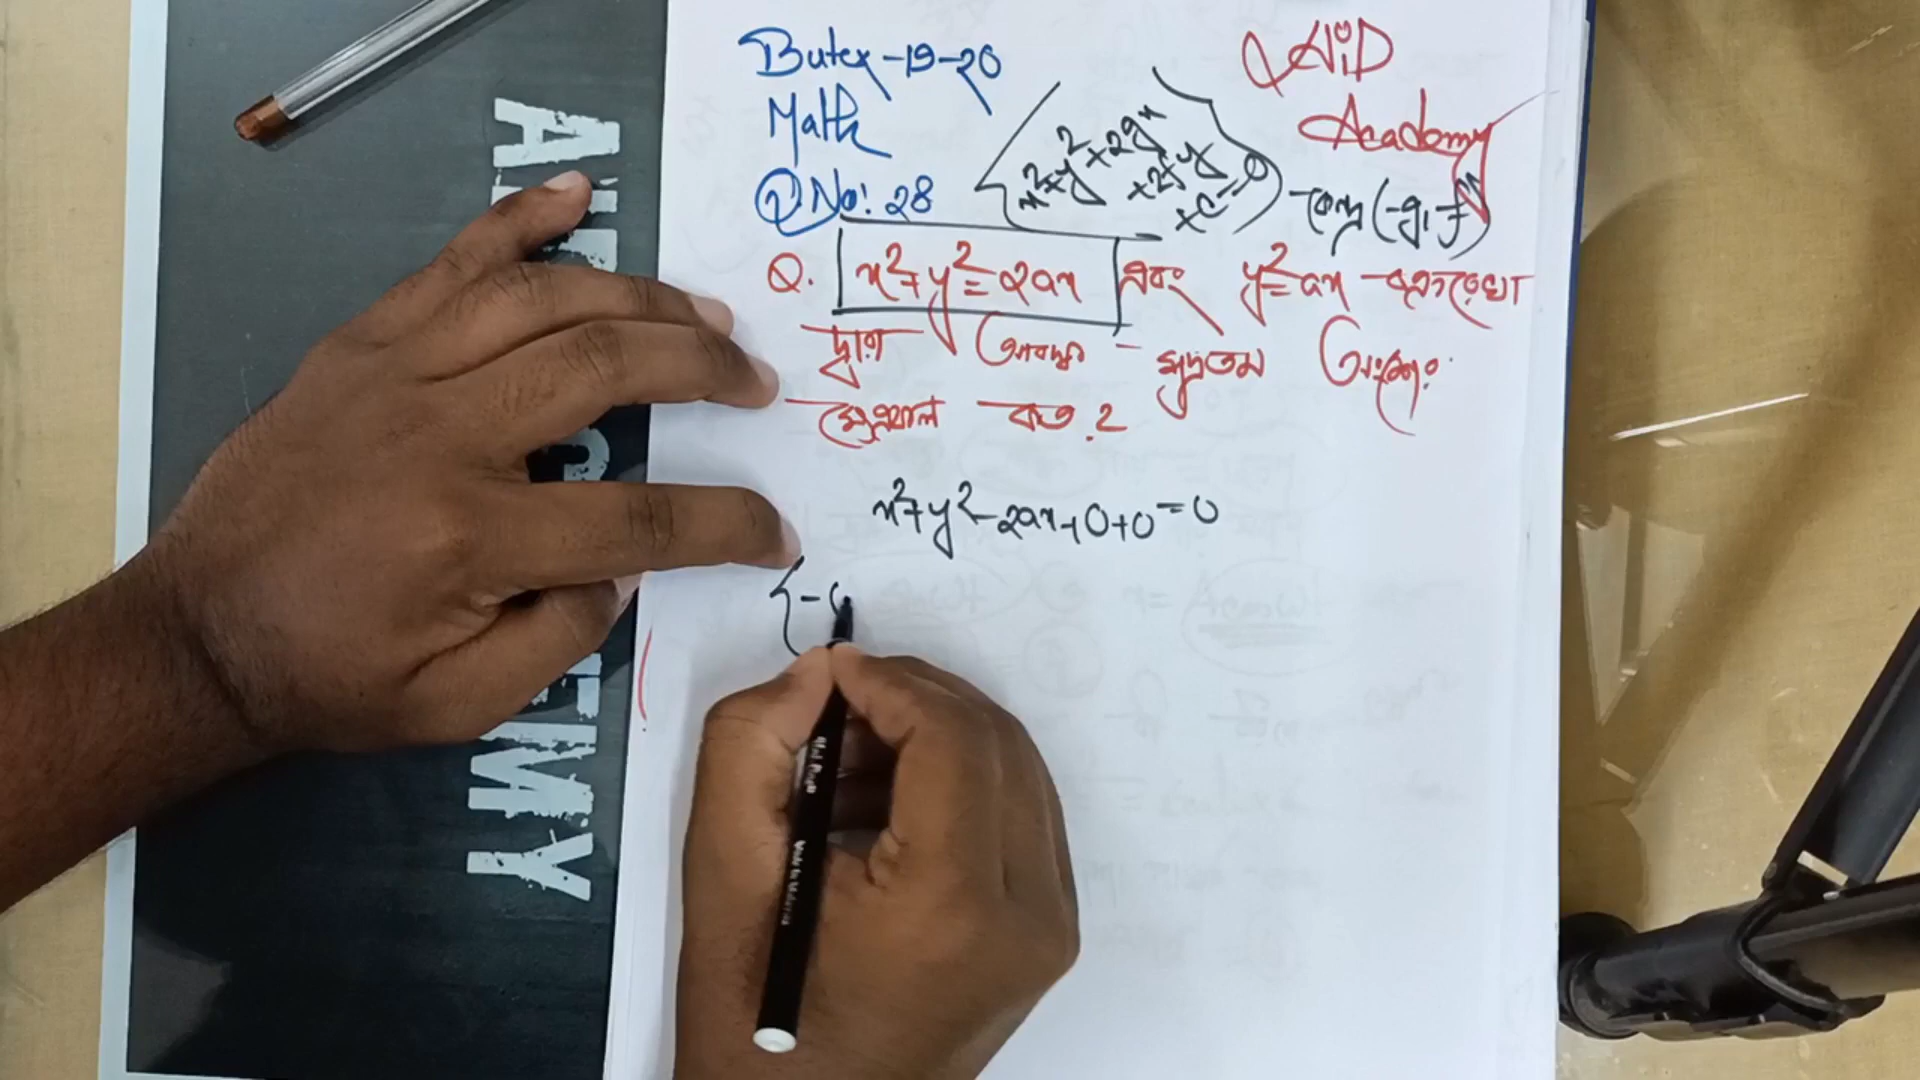 Butex-19-20
Math
Q.No: 28
x²+y²+2gx
+2fy
+c=0
কেন্দ্র (-g, -f)
Academy
Q. x²+y²=2ax এবং y²=ax বক্ররেখা
দ্বারা আবদ্ধ ক্ষুদ্রতম অংশের
ক্ষেত্রফল কত?
x²+y²-2ax+0+0=0
{-(